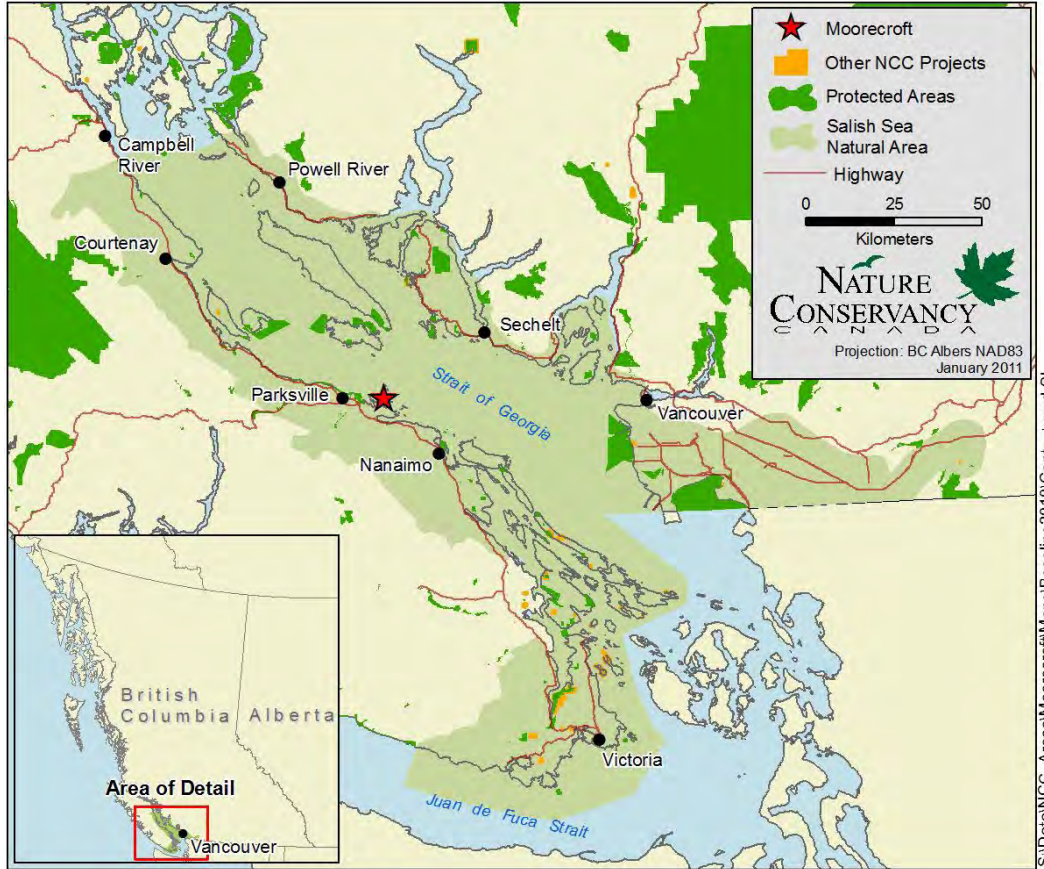 Moorecroft
Other NCC Projects
Protected Areas
Salish Sea
Natural Area
Highway
0 25 50
Kilometers
NATURE
CONSERVANCY
CANADA
Projection: BC Albers NAD83
January 2011
Campbell
River
Powell River
Courtenay
Sechelt
Strait of Georgia
Parksville
Vancouver
Nanaimo
Victoria
Juan de Fuca Strait
British
Columbia
Alberta
Area of Detail
Vancouver